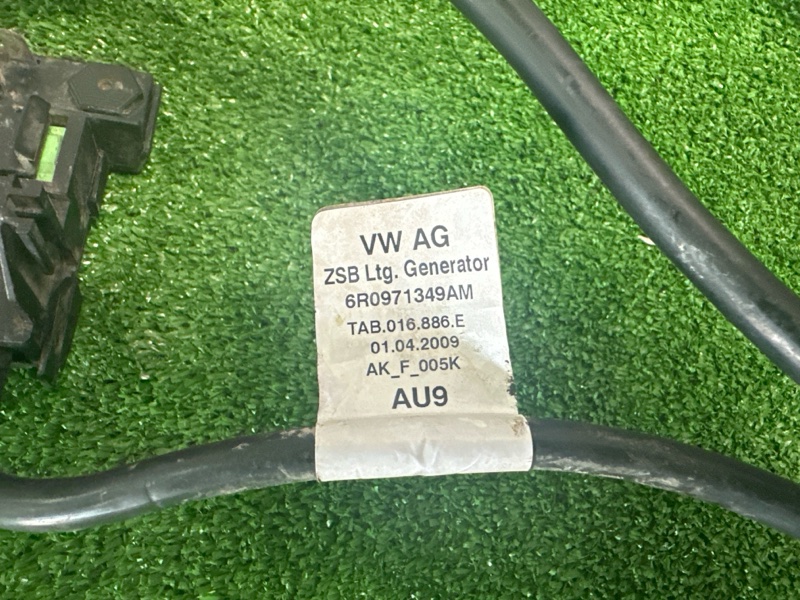 VW AG
ZSB Ltg. Generator
6R0971349AM
TAB.016.886.E
01.04.2009
AK_F_005K
AU9